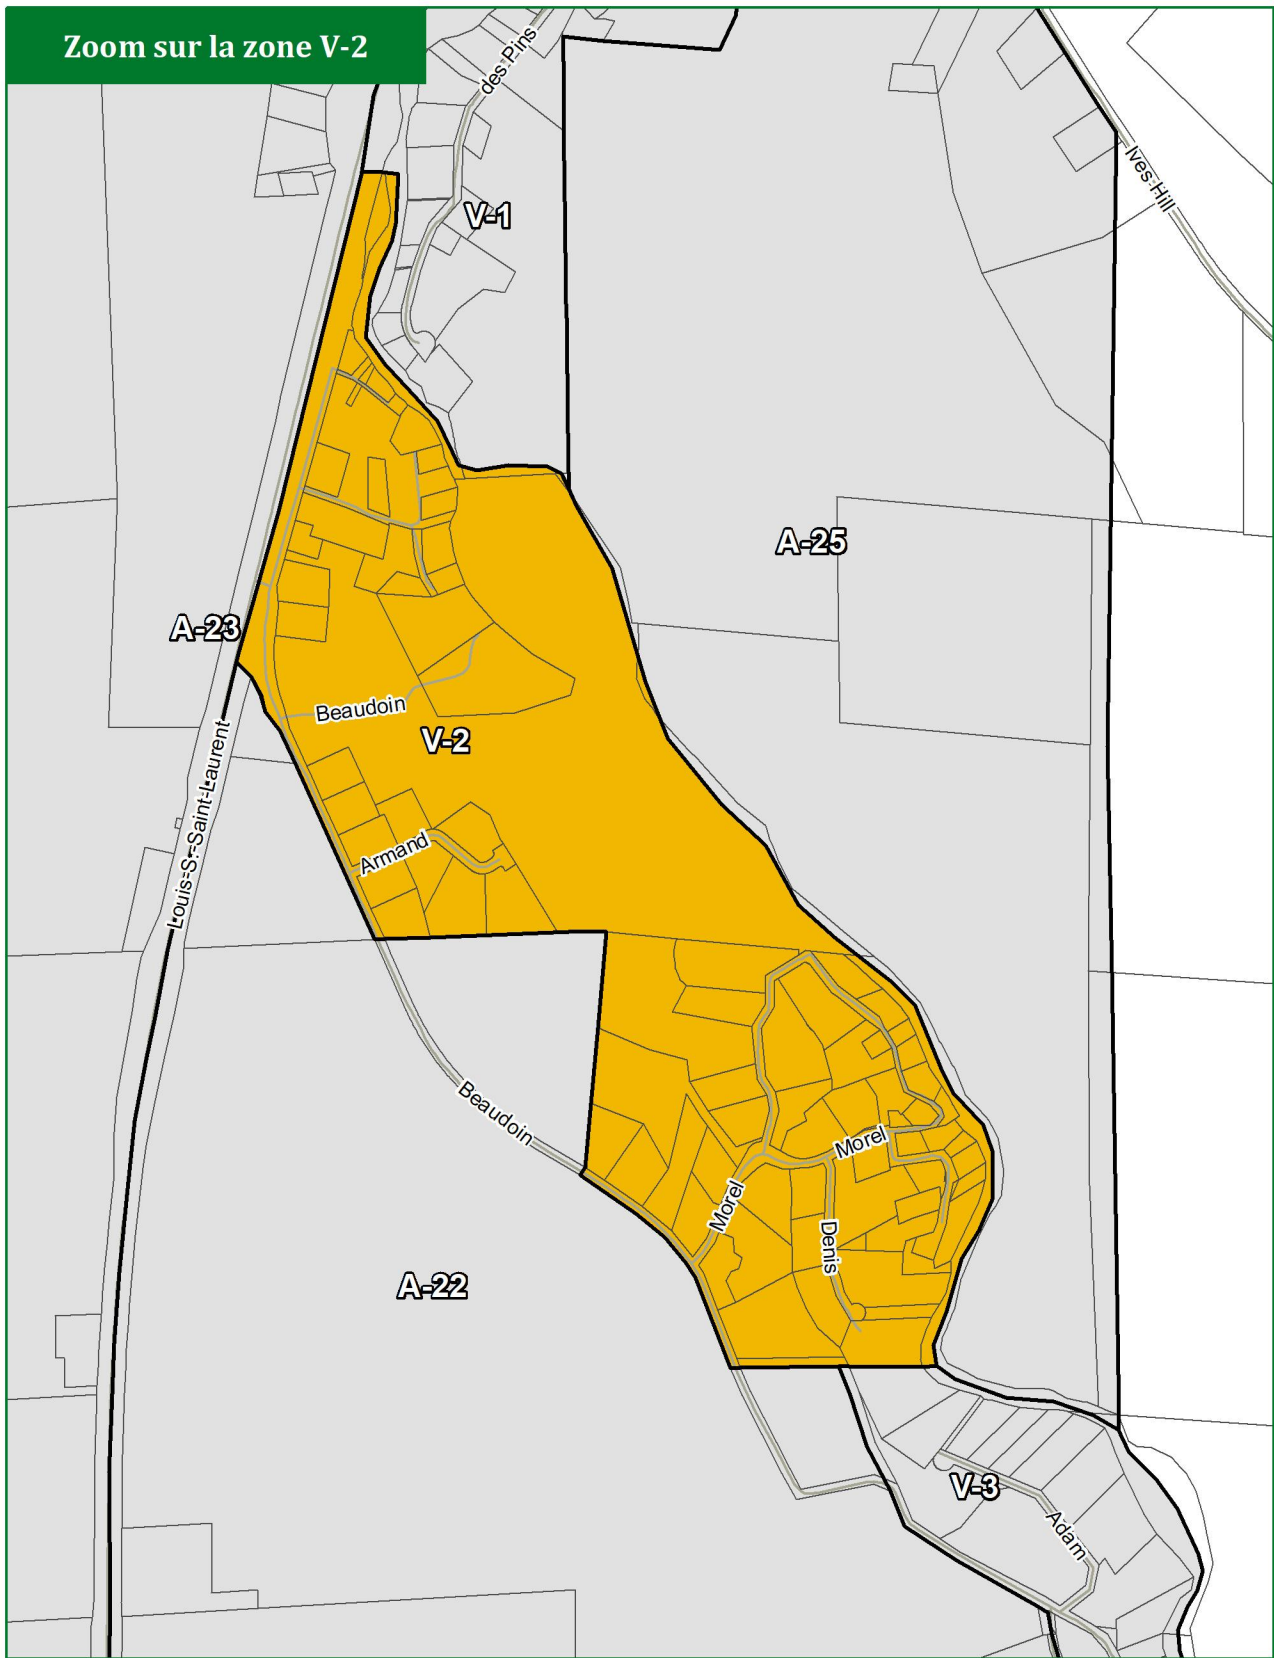 Zoom sur la zone V-2
des Pins
Ives-Hill
V-1
A-25
A-23
Beaudoin
V-2
Louis-S.-Saint-Laurent
Armand
Beaudoin
Morel
Morel
Denis
A-22
V-3
Adam